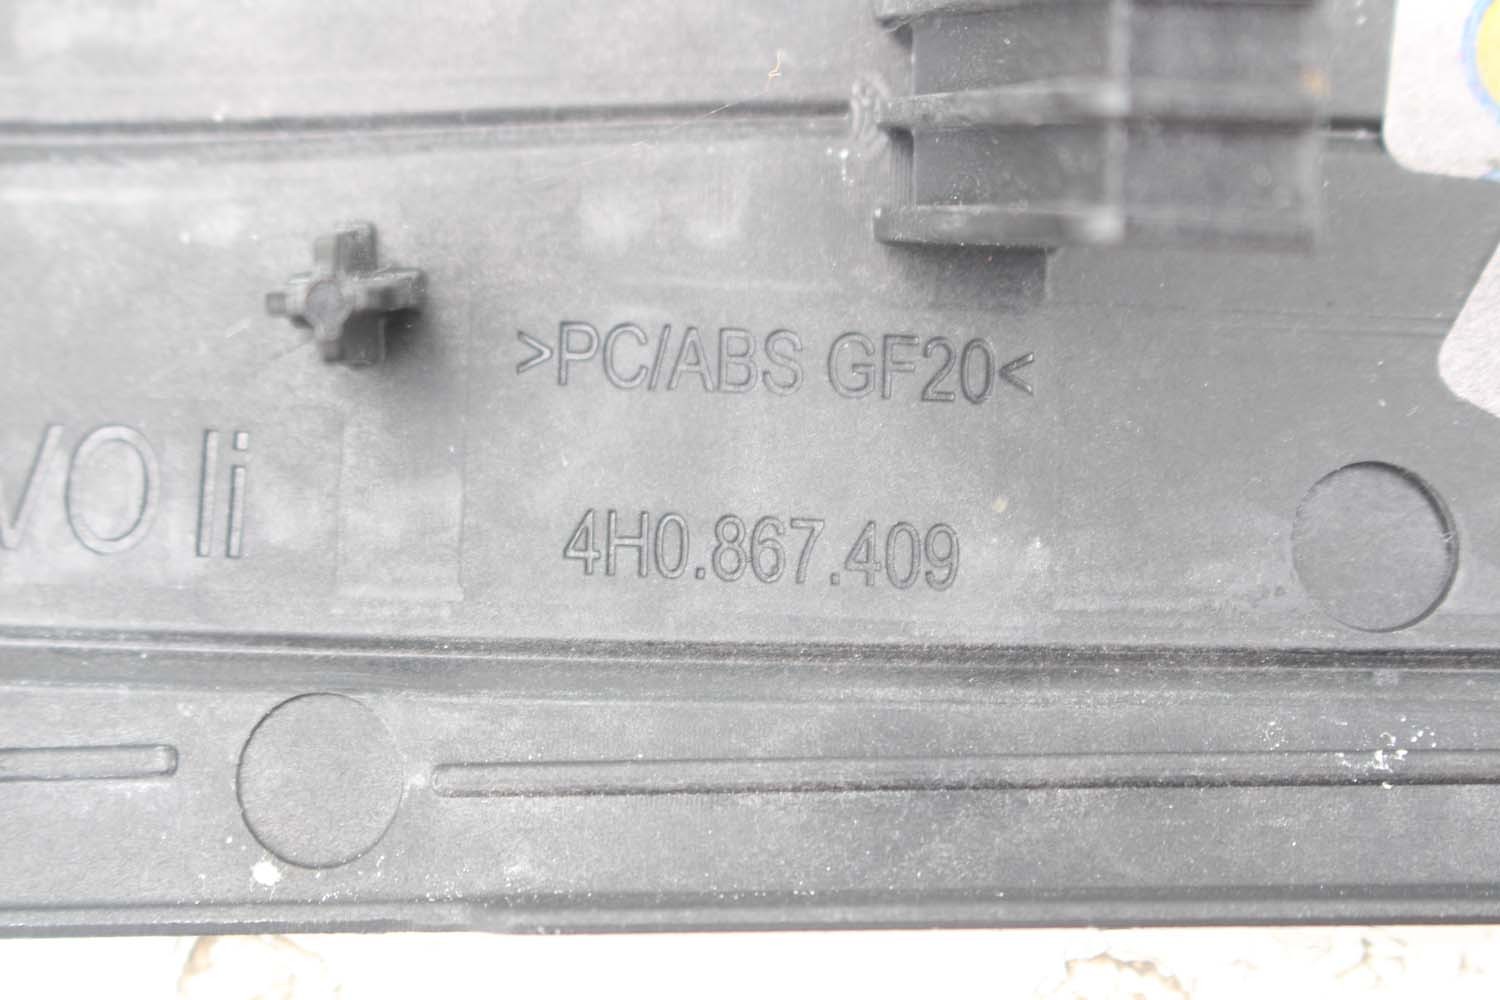 >PC/ABS GF20<
VO li
4H0.867.409